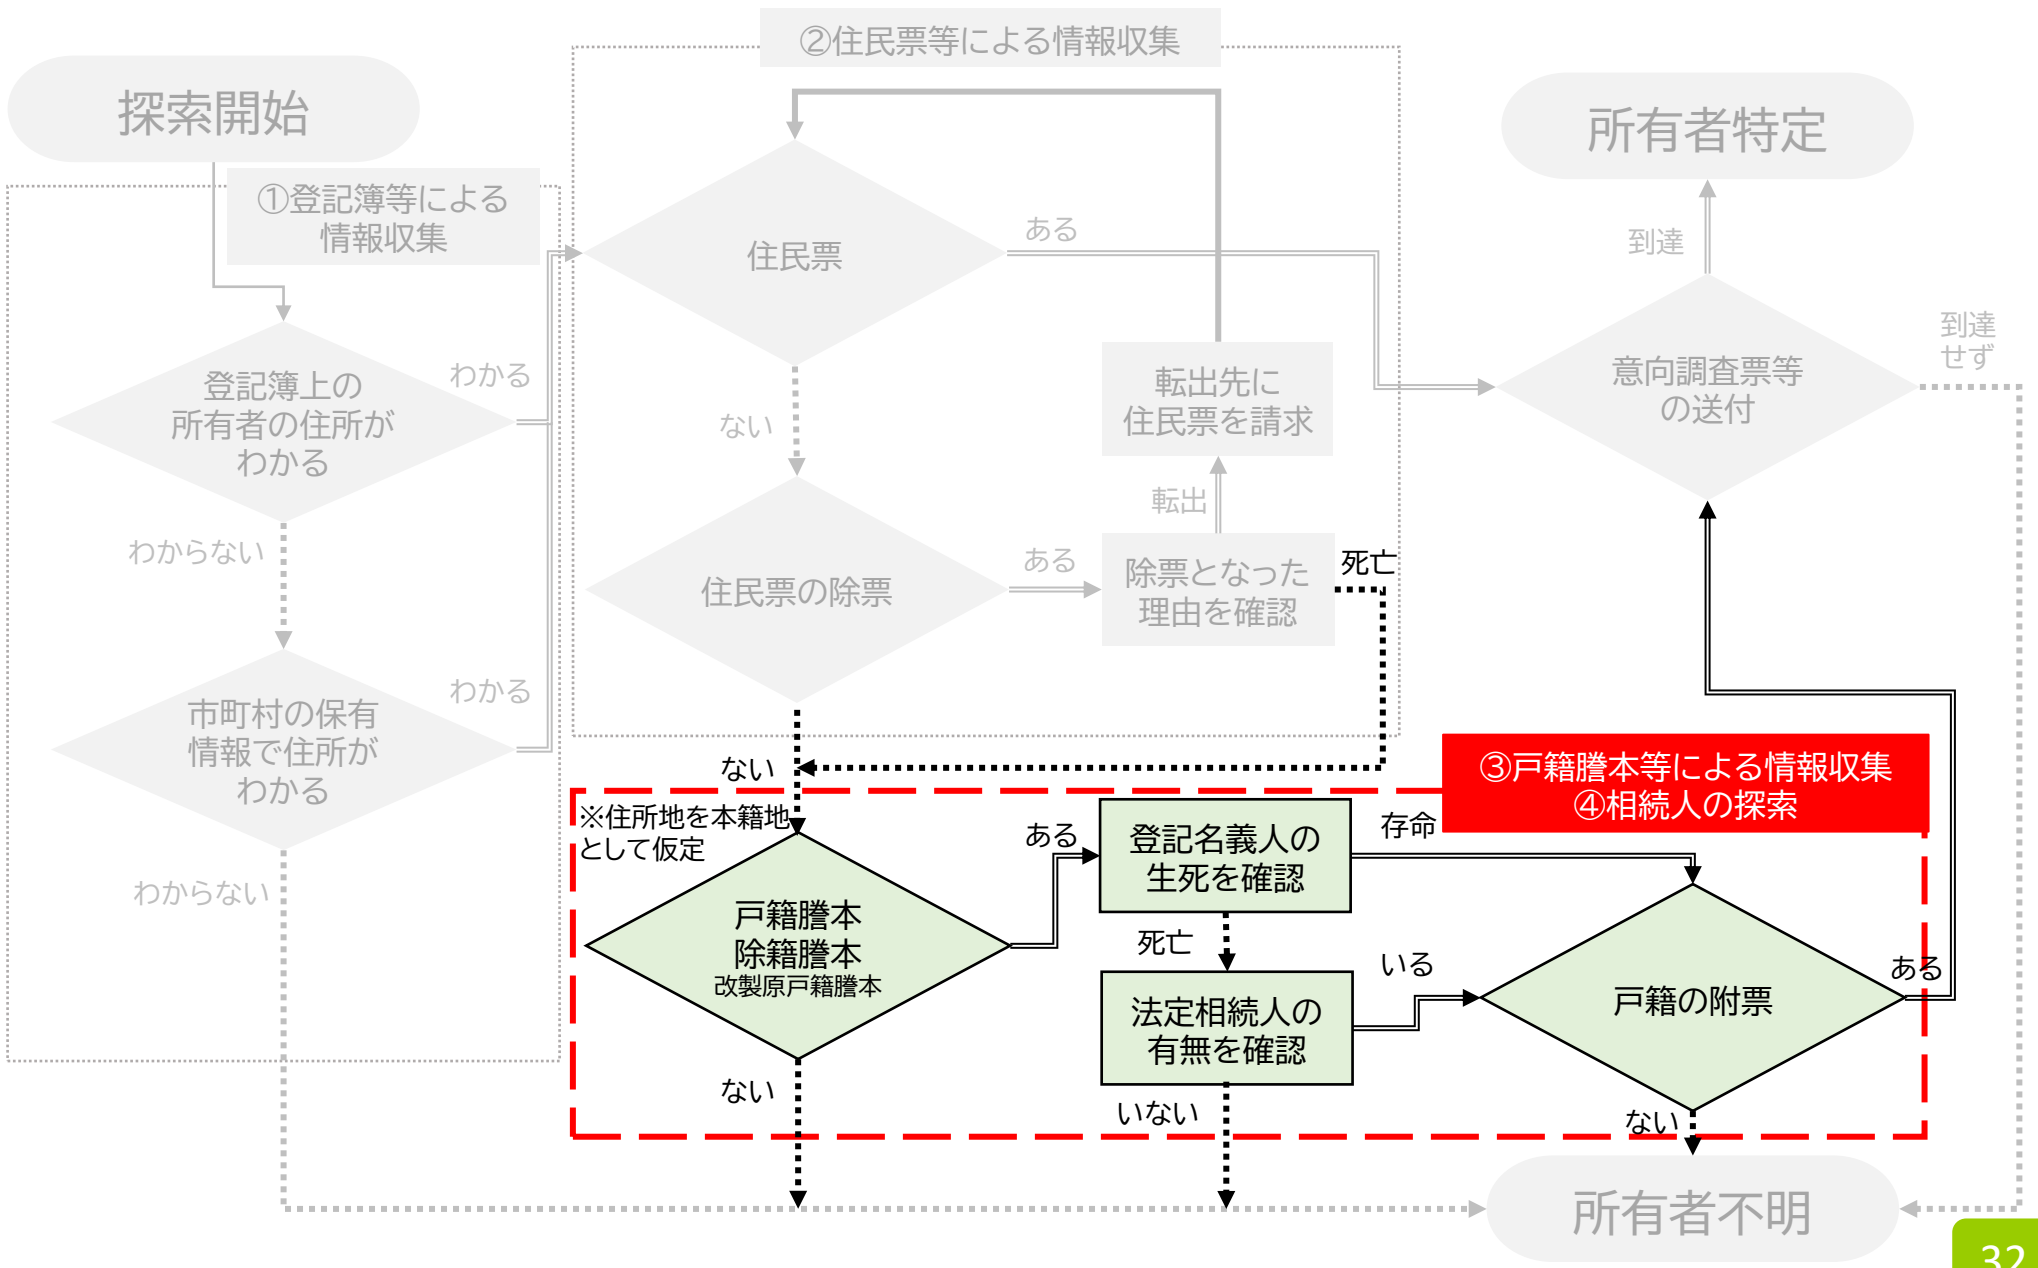 ②住民票等による情報収集
探索開始
所有者特定
①登記簿等による
情報収集
住民票
ある
到達
到達
せず
登記簿上の
所有者の住所が
わかる
わかる
ない
転出先に
住民票を請求
意向調査票等
の送付
わからない
転出
住民票の除票
ある
除票となった
理由を確認
死亡
市町村の保有
情報で住所が
わかる
わかる
ない
③戸籍謄本等による情報収集
④相続人の探索
※住所地を本籍地
として仮定
ある
登記名義人の
生死を確認
存命
わからない
戸籍謄本
除籍謄本
改製原戸籍謄本
死亡
いる
ある
法定相続人の
有無を確認
戸籍の附票
ない
いない
ない
所有者不明
32